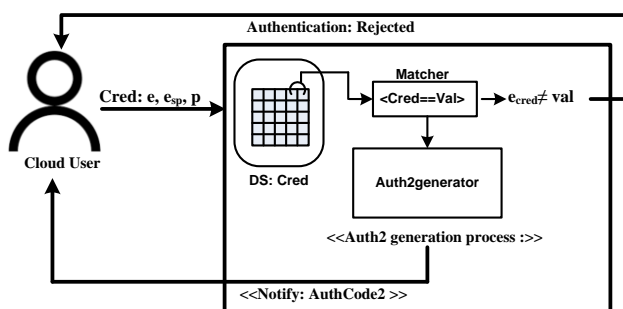 Authentication: Rejected
Matcher
Cred: e, esp, p
<Cred==Val>
ecred≠ val
Cloud User
DS: Cred
Auth2generator
<<Auth2 generation process :>>
<<Notify: AuthCode2 >>